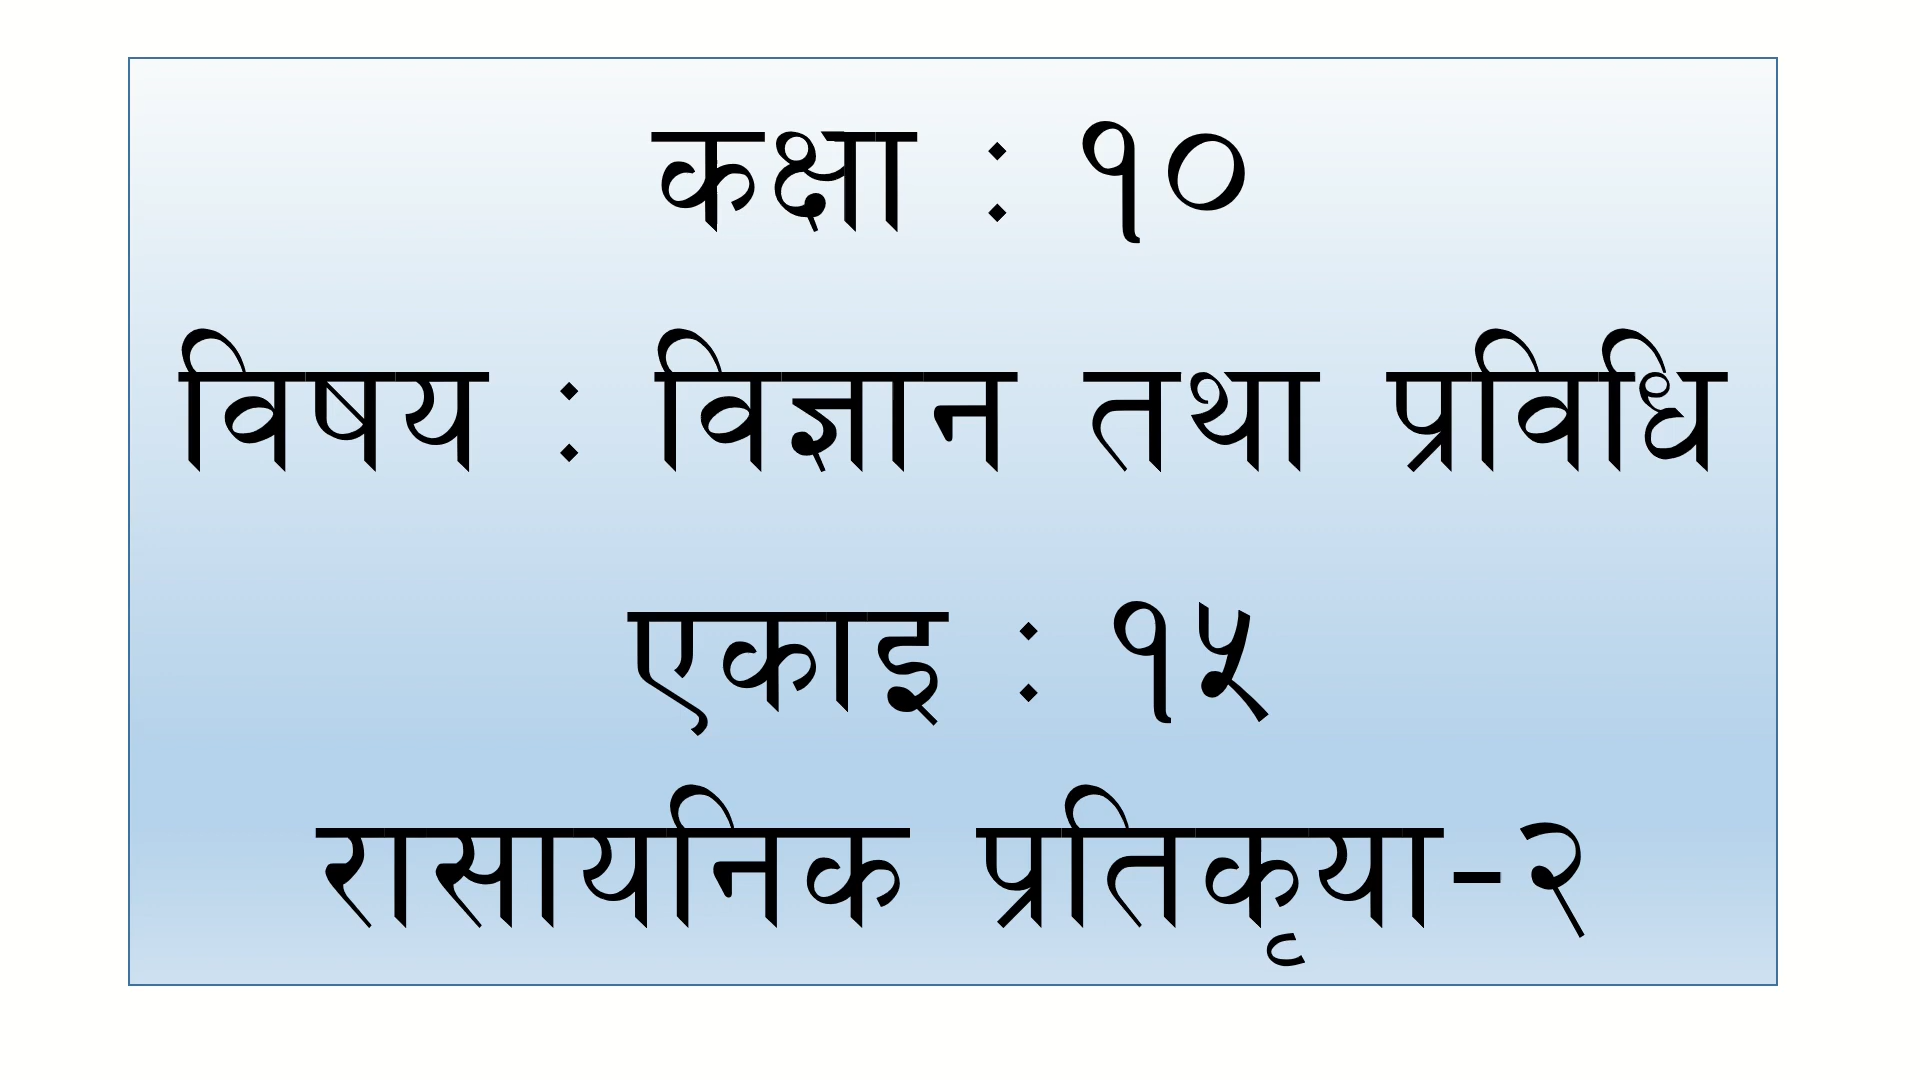 कक्षा : १०
विषय : विज्ञान तथा प्रविधि
एकाइ : १५
रासायनिक प्रतिकृया-२